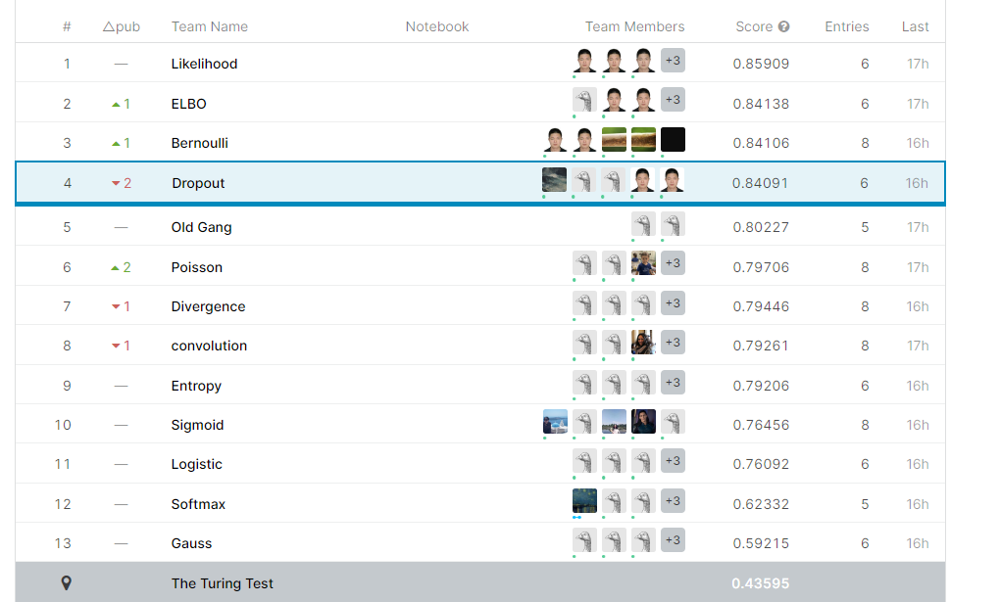 # △pub Team Name Notebook Team Members Score ? Entries Last
1 — Likelihood +3 0.85909 6 17h
2 ▲1 ELBO +3 0.84138 6 17h
3 ▲1 Bernoulli 0.84106 8 16h
4 ▼2 Dropout 0.84091 6 16h
5 — Old Gang 0.80227 5 17h
6 ▲2 Poisson +3 0.79706 8 17h
7 ▼1 Divergence +3 0.79446 8 16h
8 ▼1 convolution +3 0.79261 8 17h
9 — Entropy +3 0.79206 6 16h
10 — Sigmoid 0.76456 8 16h
11 — Logistic +3 0.76092 6 16h
12 — Softmax +3 0.62332 5 16h
13 — Gauss +3 0.59215 6 16h
The Turing Test 0.43595